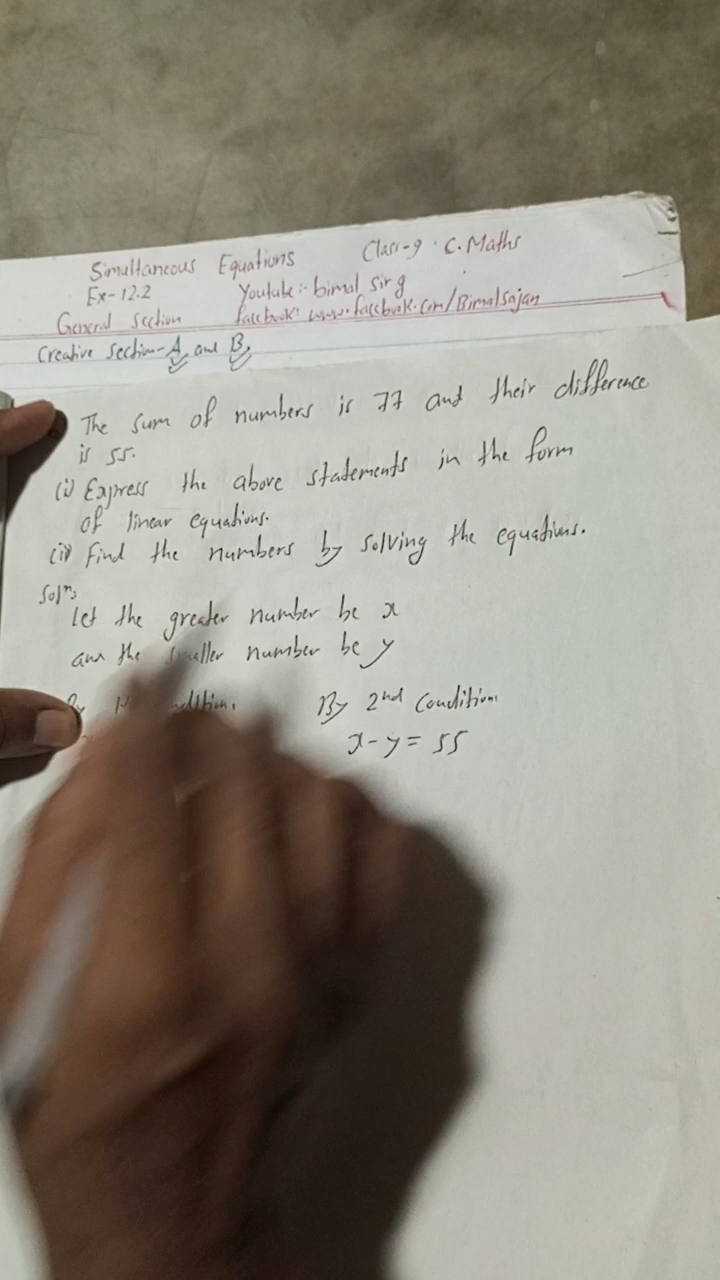 Simultaneous Equations Class-9 C. Maths
Ex-12.2 Youtube:- bimal sir g
General section facebook: www.facebook.com/Bimalsajan
Creative section-A and B
The sum of numbers is 77 and their difference
is 55.
(i) Express the above statements in the form
of linear equations.
(ii) Find the numbers by solving the equations.
Soln:
Let the greater number be x
and the smaller number be y
By By 2nd Condition
x-y= 55